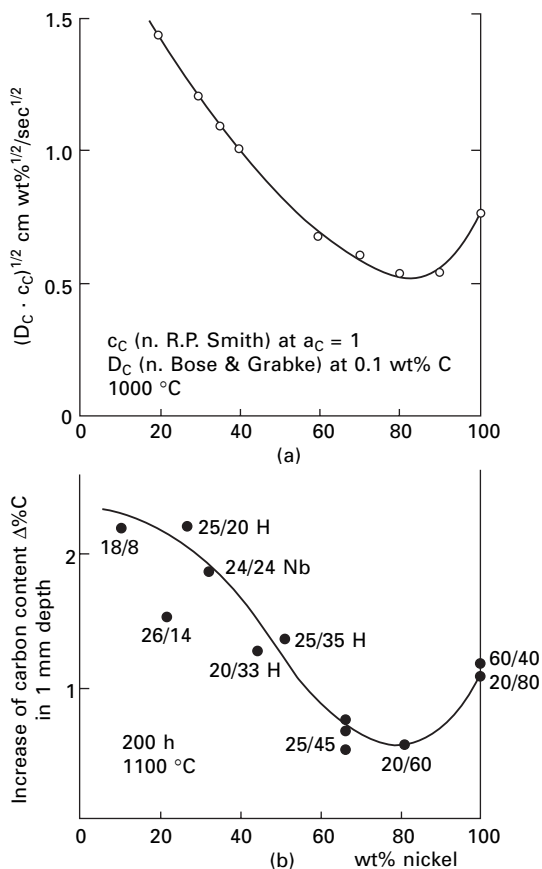 1.5
1.0
0.5
0
(D_C · c_C)^1/2 cm wt%^1/2/sec^1/2
c_C (n. R.P. Smith) at a_C = 1
D_C (n. Bose & Grabke) at 0.1 wt% C
1000 °C
20 40 60 80 100
(a)
Increase of carbon content Δ%C
in 1 mm depth
2
1
18/8
25/20 H
24/24 Nb
26/14
20/33 H
25/35 H
25/45
20/60
60/40
20/80
200 h
1100 °C
0 20 40 60 80 100
(b) wt% nickel